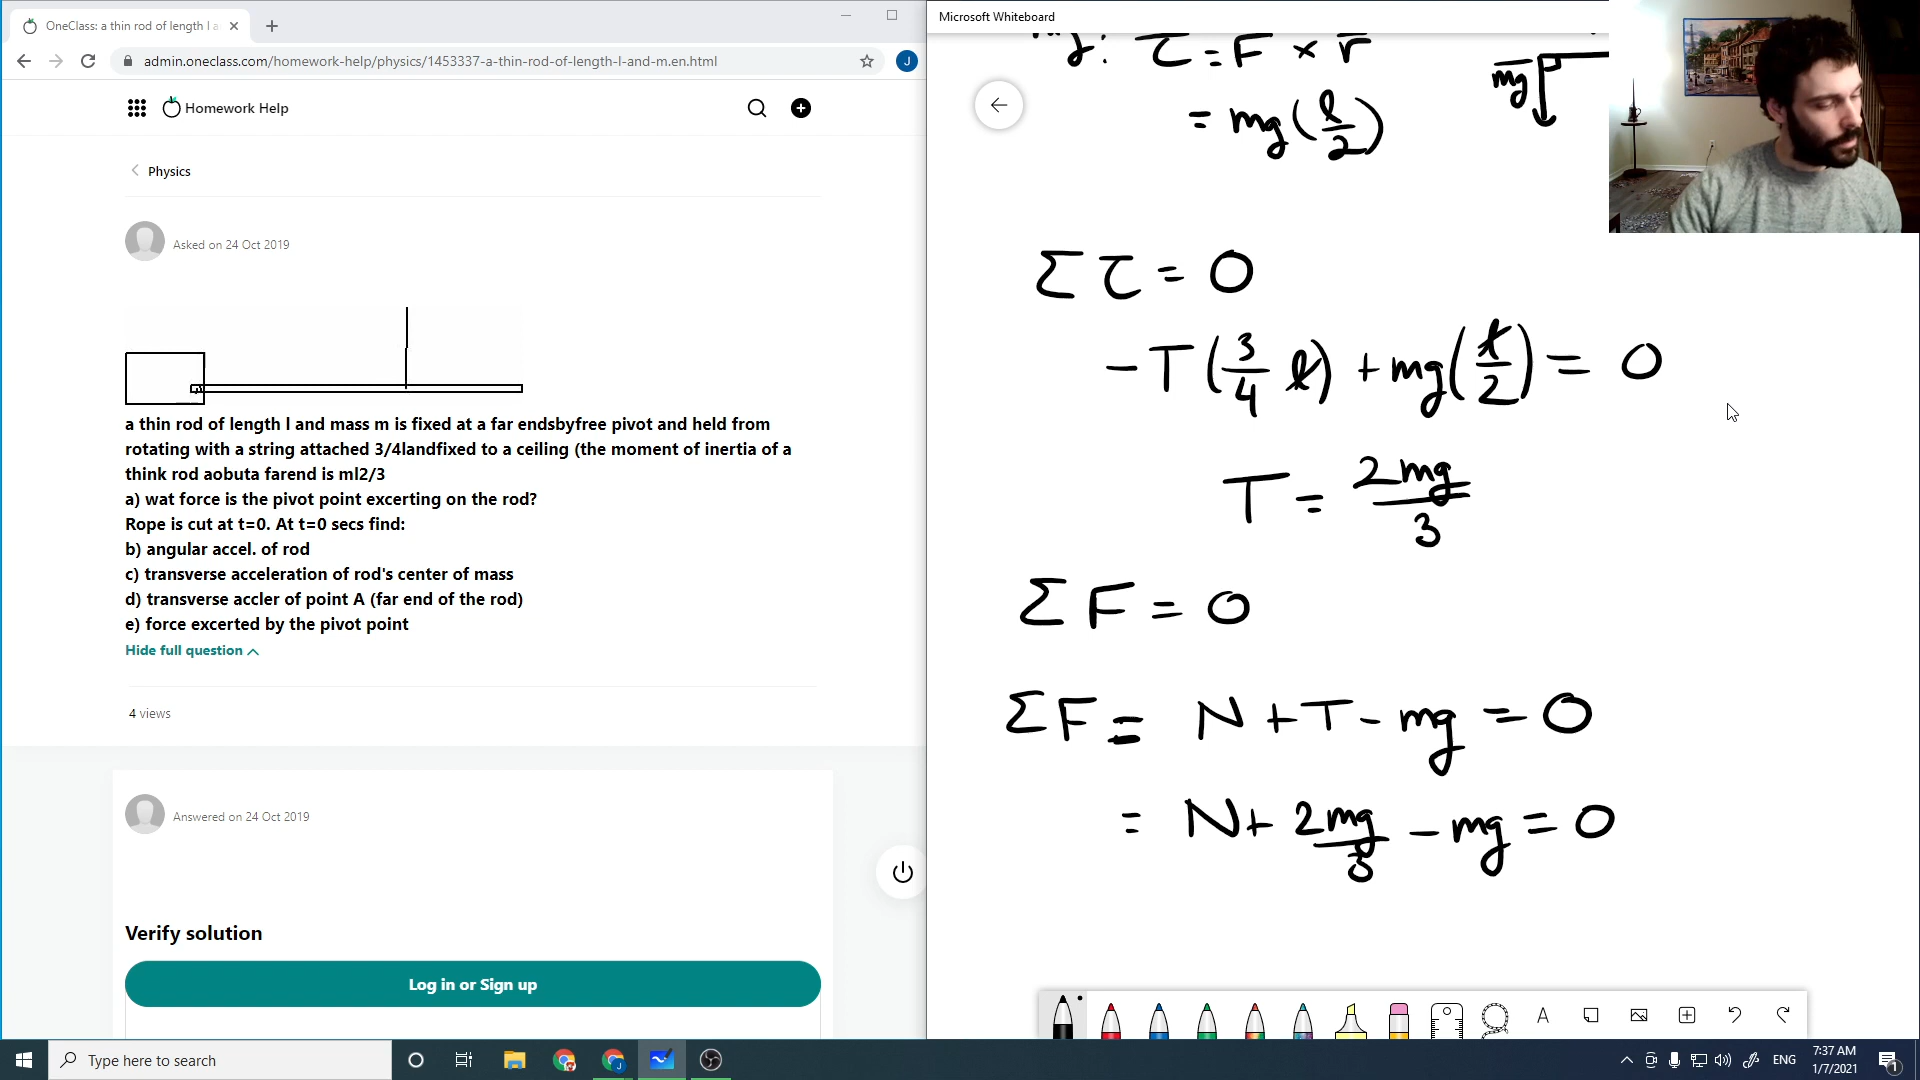 OneClass: a thin rod of length l a
admin.oneclass.com/homework-help/physics/1453337-a-thin-rod-of-length-l-and-m.en.html
J
Homework Help
Physics
Asked on 24 Oct 2019
a thin rod of length l and mass m is fixed at a far endsbyfree pivot and held from
rotating with a string attached 3/4landfixed to a ceiling (the moment of inertia of a
think rod aobuta farend is ml2/3
a) wat force is the pivot point excerting on the rod?
Rope is cut at t=0. At t=0 secs find:
b) angular accel. of rod
c) transverse acceleration of rod's center of mass
d) transverse accler of point A (far end of the rod)
e) force excerted by the pivot point
Hide full question
4 views
Answered on 24 Oct 2019
Verify solution
Log in or Sign up
Microsoft Whiteboard
mg: τ = F × r
= mg(l/2)
mg
Στ = 0
-T(3/4 l) + mg(l/2) = 0
T = 2mg/3
ΣF = 0
ΣF = N + T - mg = 0
= N + 2mg/3 - mg = 0
A
Type here to search
J
ENG
7:37 AM
1/7/2021
1